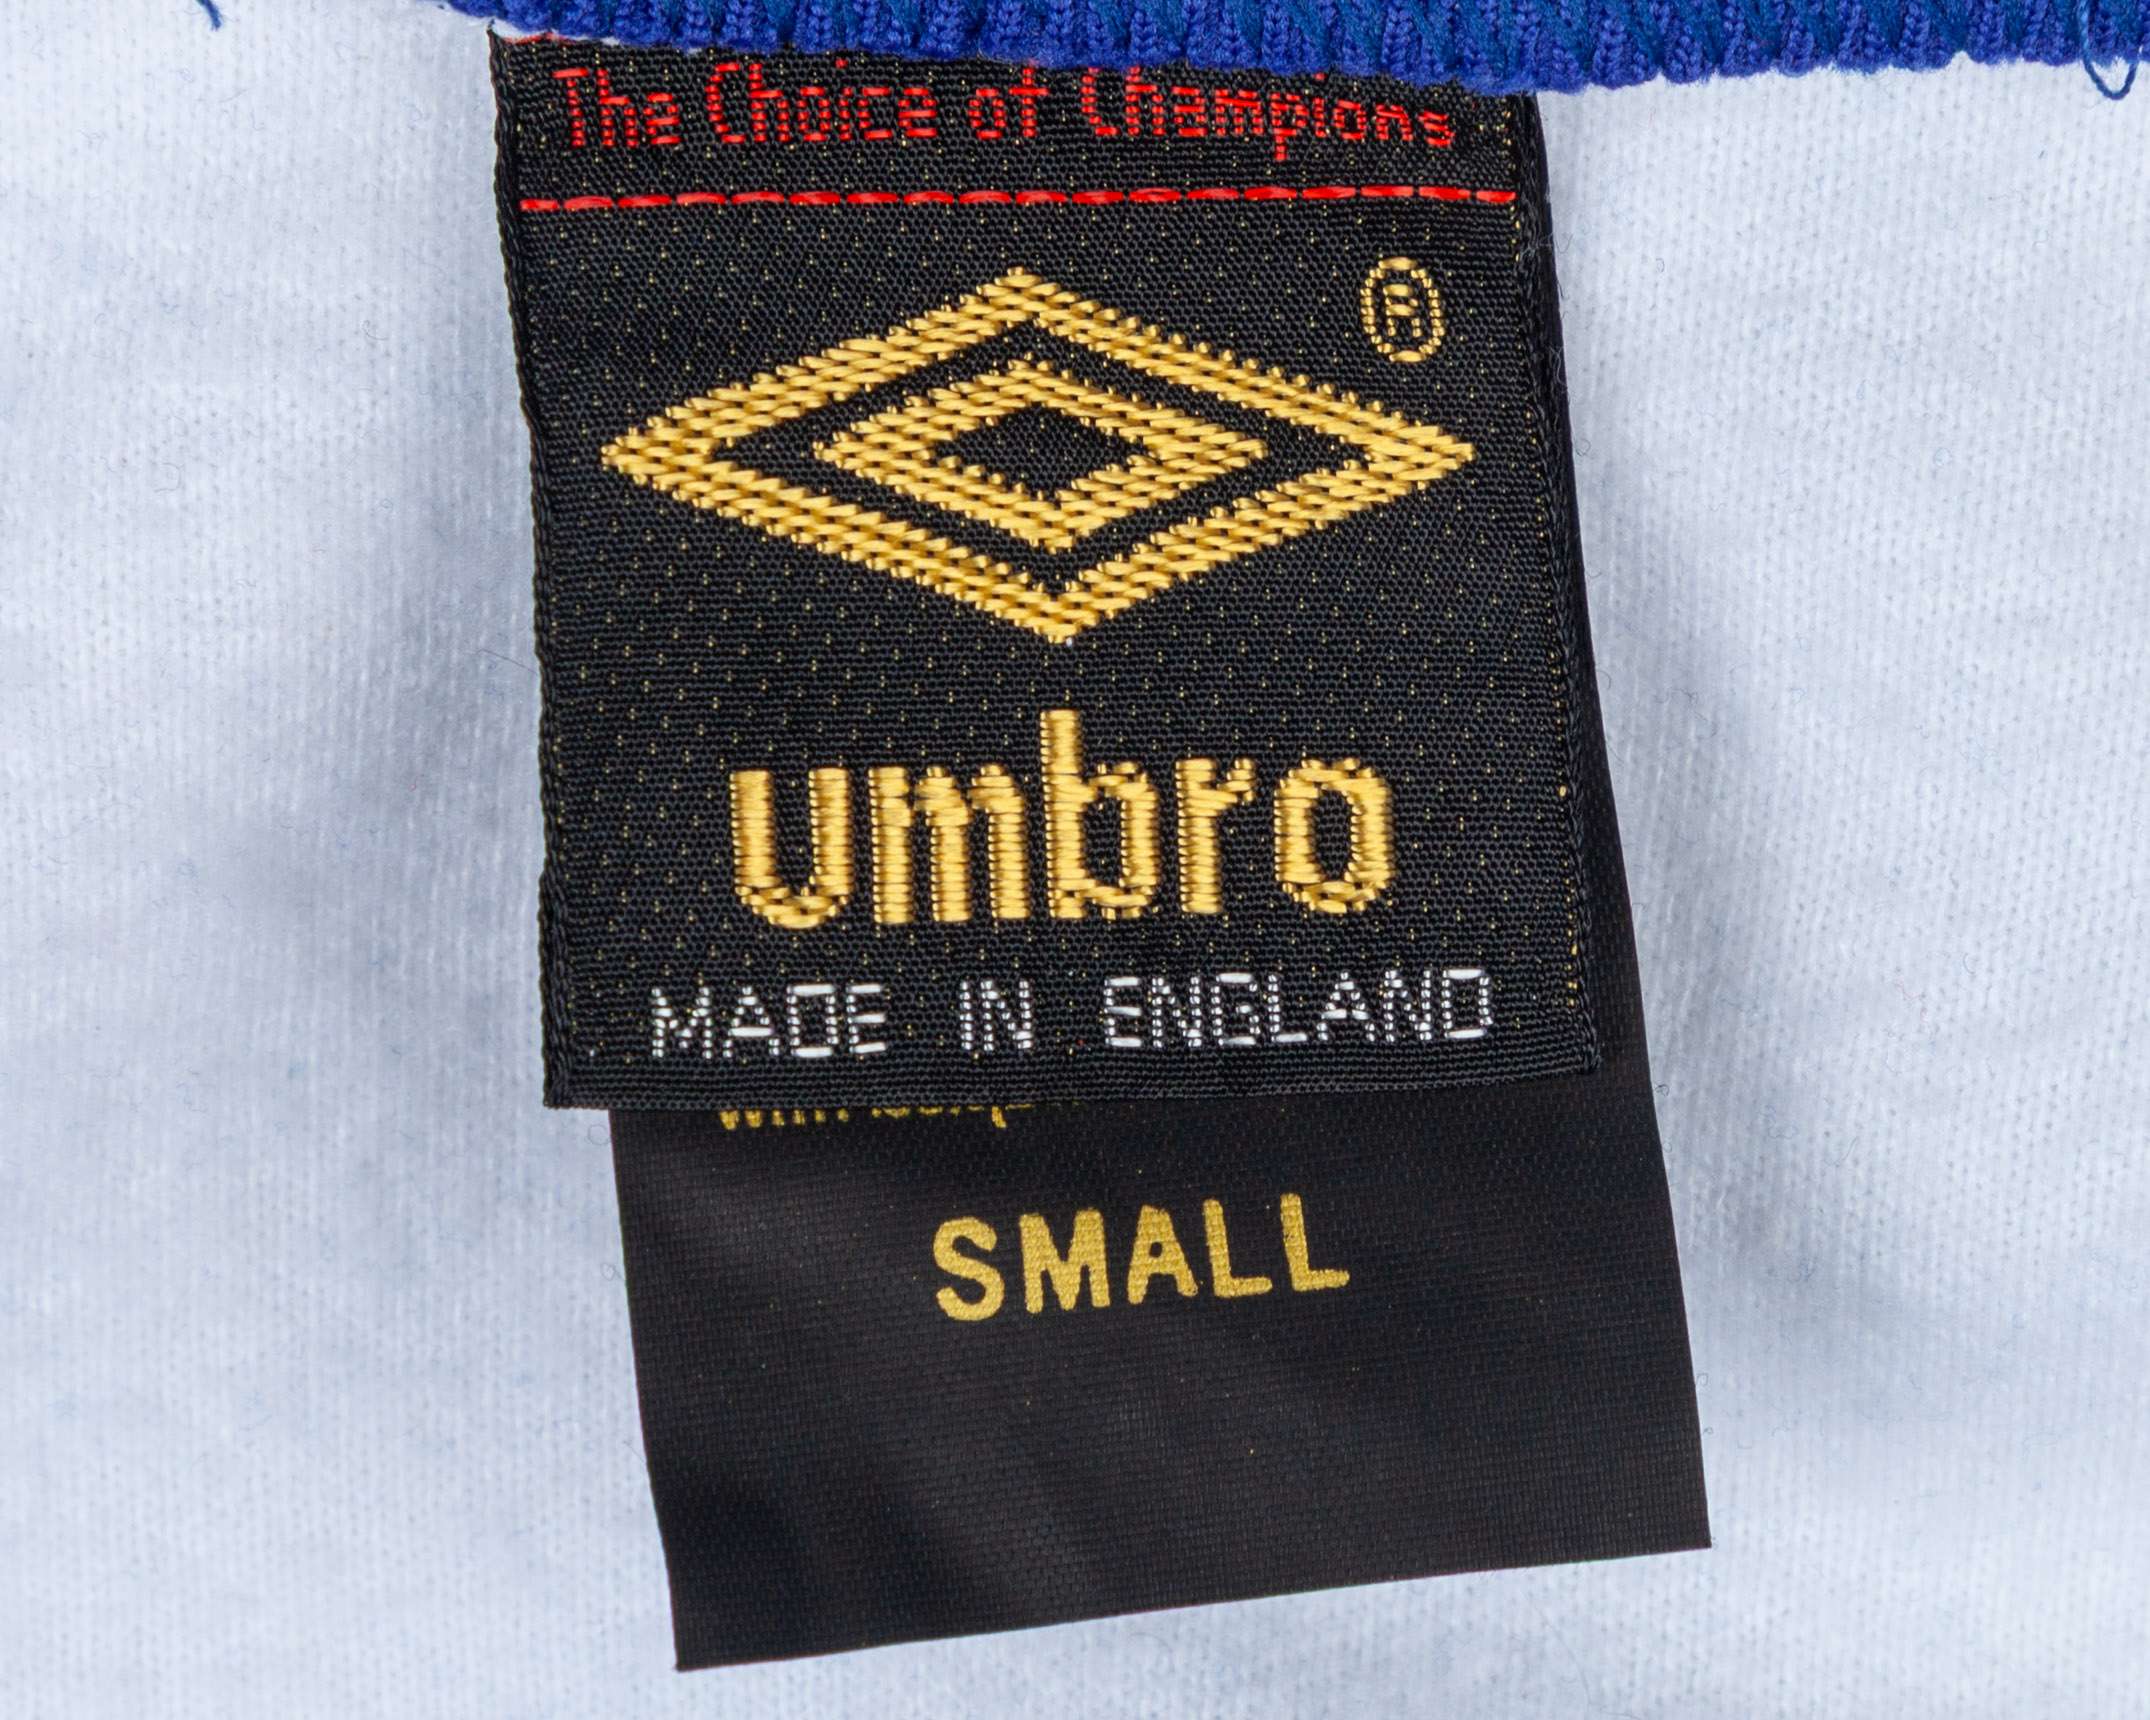 The Choice of Champions
®
umbro
MADE IN ENGLAND
SMALL